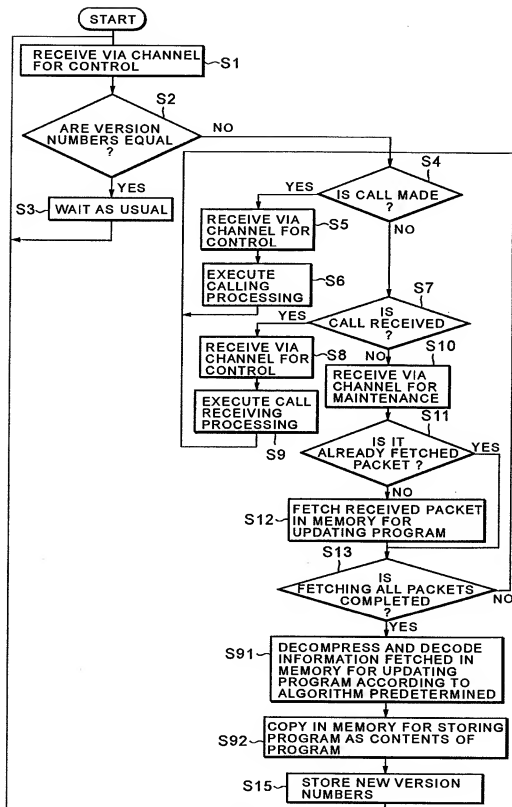 START
RECEIVE VIA CHANNEL
FOR CONTROL
S1
S2
ARE VERSION
NUMBERS EQUAL
?
NO
YES
S3
WAIT AS USUAL
S4
IS CALL MADE
?
YES
NO
S5
RECEIVE VIA
CHANNEL FOR
CONTROL
S6
EXECUTE
CALLING
PROCESSING
S7
IS
CALL RECEIVED
?
YES
NO
S8
RECEIVE VIA
CHANNEL FOR
CONTROL
EXECUTE CALL
RECEIVING
PROCESSING
S9
S10
RECEIVE VIA
CHANNEL FOR
MAINTENANCE
S11
IS IT
ALREADY FETCHED
PACKET ?
YES
NO
S12
FETCH RECEIVED PACKET
IN MEMORY FOR
UPDATING PROGRAM
S13
IS
FETCHING ALL PACKETS
COMPLETED
?
NO
YES
S91
DECOMPRESS AND DECODE
INFORMATION FETCHED IN
MEMORY FOR UPDATING
PROGRAM ACCORDING TO
ALGORITHM PREDETERMINED
S92
COPY IN MEMORY FOR STORING
PROGRAM AS CONTENTS OF
PROGRAM
S15
STORE NEW VERSION
NUMBERS